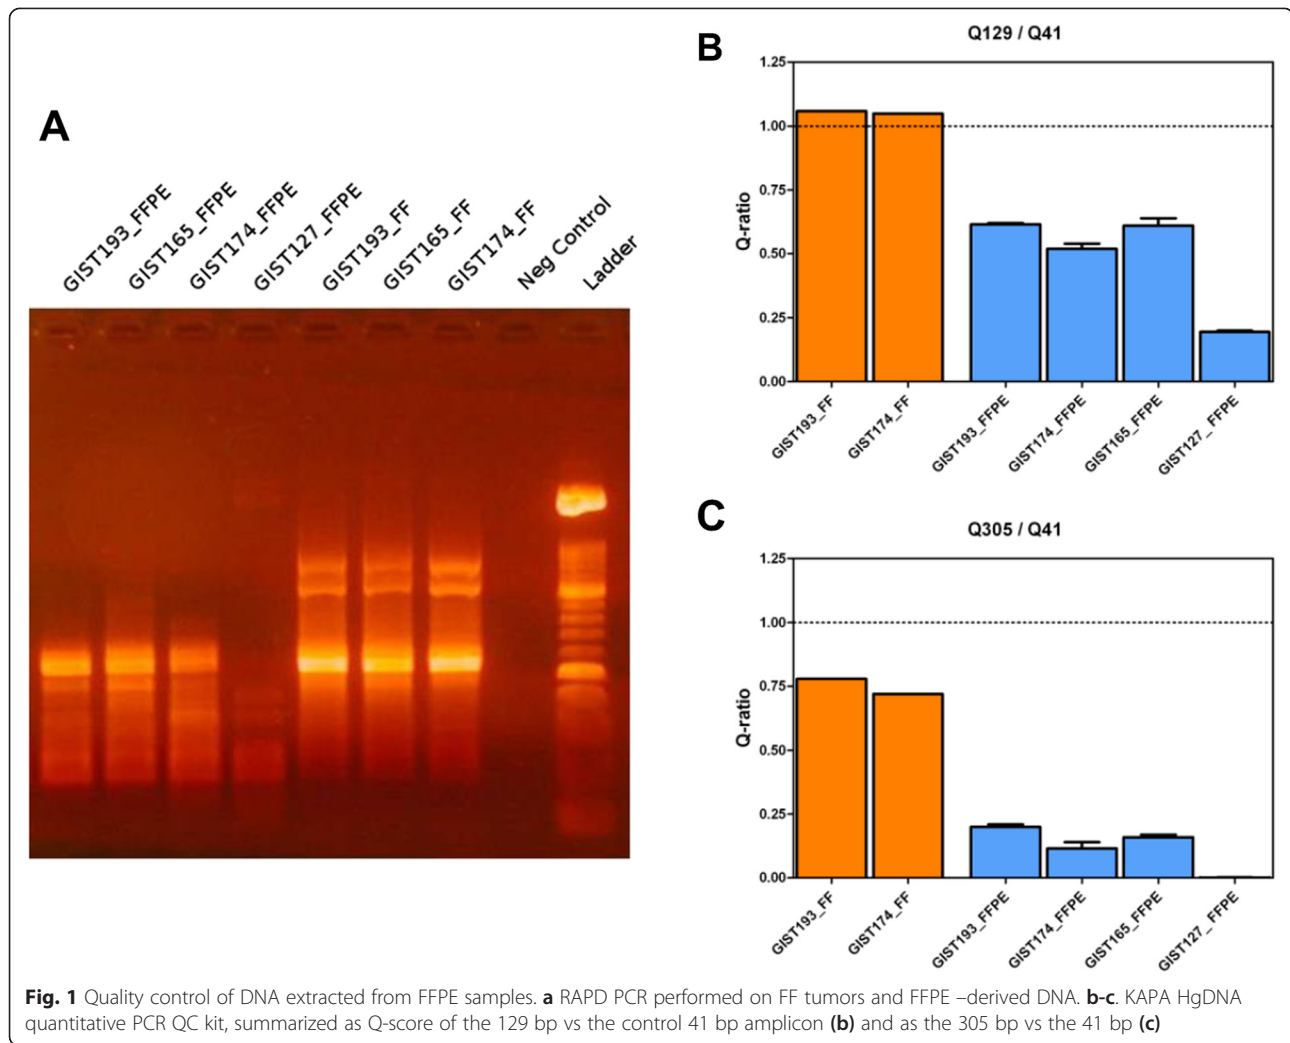 A
GIST193_FFPE
GIST165_FFPE
GIST174_FFPE
GIST127_FFPE
GIST193_FF
GIST165_FF
GIST174_FF
Neg Control
Ladder
B
Q129 / Q41
Q-ratio
1.25
1.00
0.75
0.50
0.25
0.00
GIST193_FF
GIST174_FF
GIST193_FFPE
GIST174_FFPE
GIST165_FFPE
GIST127_ FFPE
C
Q305 / Q41
Q-ratio
1.25
1.00
0.75
0.50
0.25
0.00
GIST193_FF
GIST174_FF
GIST193_FFPE
GIST174_FFPE
GIST165_FFPE
GIST127_ FFPE
Fig. 1 Quality control of DNA extracted from FFPE samples. a RAPD PCR performed on FF tumors and FFPE –derived DNA. b-c. KAPA HgDNA
quantitative PCR QC kit, summarized as Q-score of the 129 bp vs the control 41 bp amplicon (b) and as the 305 bp vs the 41 bp (c)